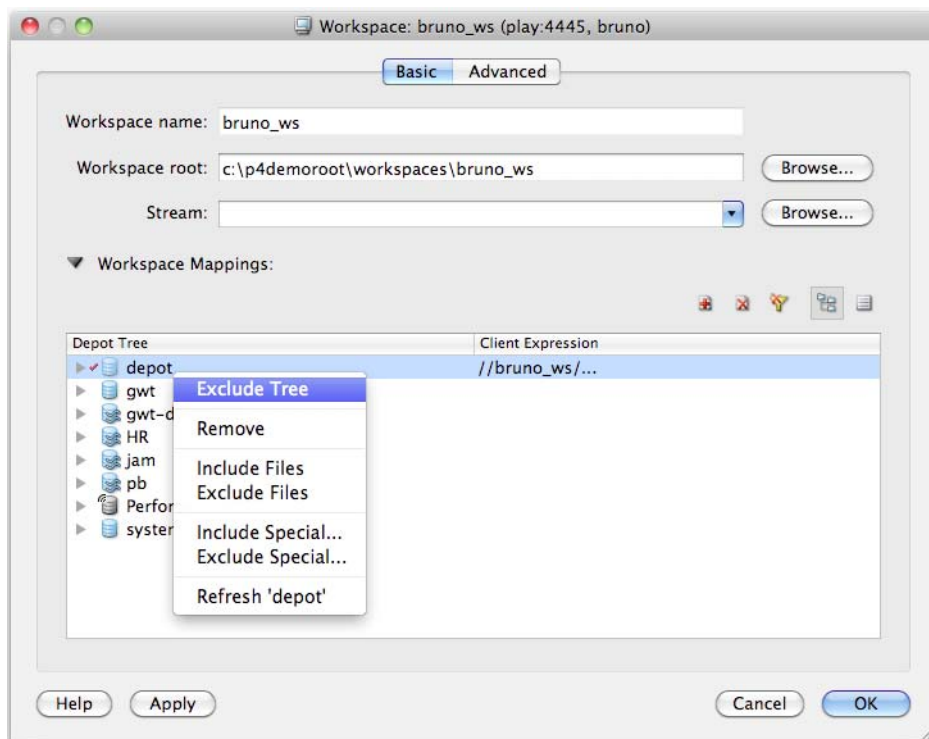 Workspace: bruno_ws (play:4445, bruno)
Basic Advanced
Workspace name: bruno_ws
Workspace root: c:\p4demoroot\workspaces\bruno_ws Browse...
Stream: Browse...
Workspace Mappings:
Depot Tree Client Expression
depot //bruno_ws/...
gwt
gwt-d
HR
jam
pb
Perfor
syster
Exclude Tree
Remove
Include Files
Exclude Files
Include Special...
Exclude Special...
Refresh 'depot'
Help Apply Cancel OK